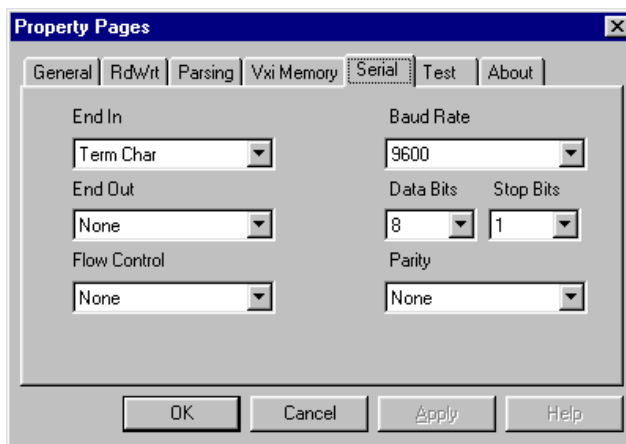 Property Pages
General RdWrt Parsing Vxi Memory Serial Test About
End In Baud Rate
Term Char 9600
End Out Data Bits Stop Bits
None 8 1
Flow Control Parity
None None
OK Cancel Apply Help